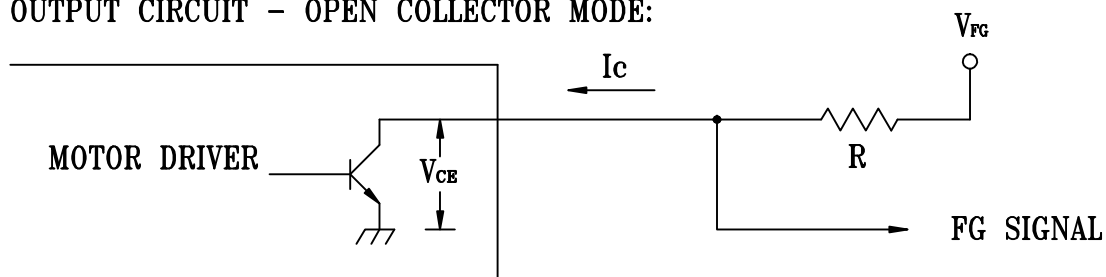 OUTPUT CIRCUIT - OPEN COLLECTOR MODE:
VFG
Ic
MOTOR DRIVER
VCE
R
FG SIGNAL